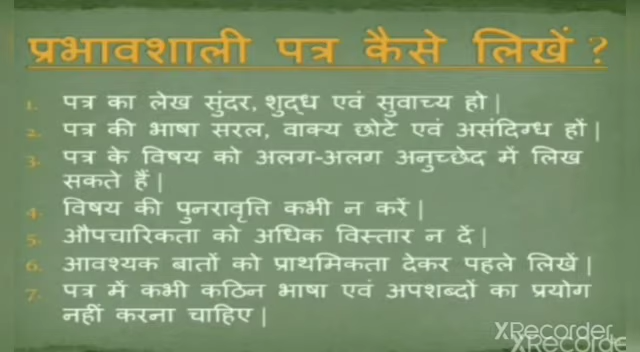 प्रभावशाली पत्र कैसे लिखें ?
1. पत्र का लेख सुंदर, शुद्ध एवं सुवाच्य हो |
2. पत्र की भाषा सरल, वाक्य छोटे एवं असंदिग्ध हों |
3. पत्र के विषय को अलग-अलग अनुच्छेद में लिख
सकते हैं |
4. विषय की पुनरावृत्ति कभी न करें |
5. औपचारिकता को अधिक विस्तार न दें |
6. आवश्यक बातों को प्राथमिकता देकर पहले लिखें |
7. पत्र में कभी कठिन भाषा एवं अपशब्दों का प्रयोग
नहीं करना चाहिए |
XRecorder
XRecorde